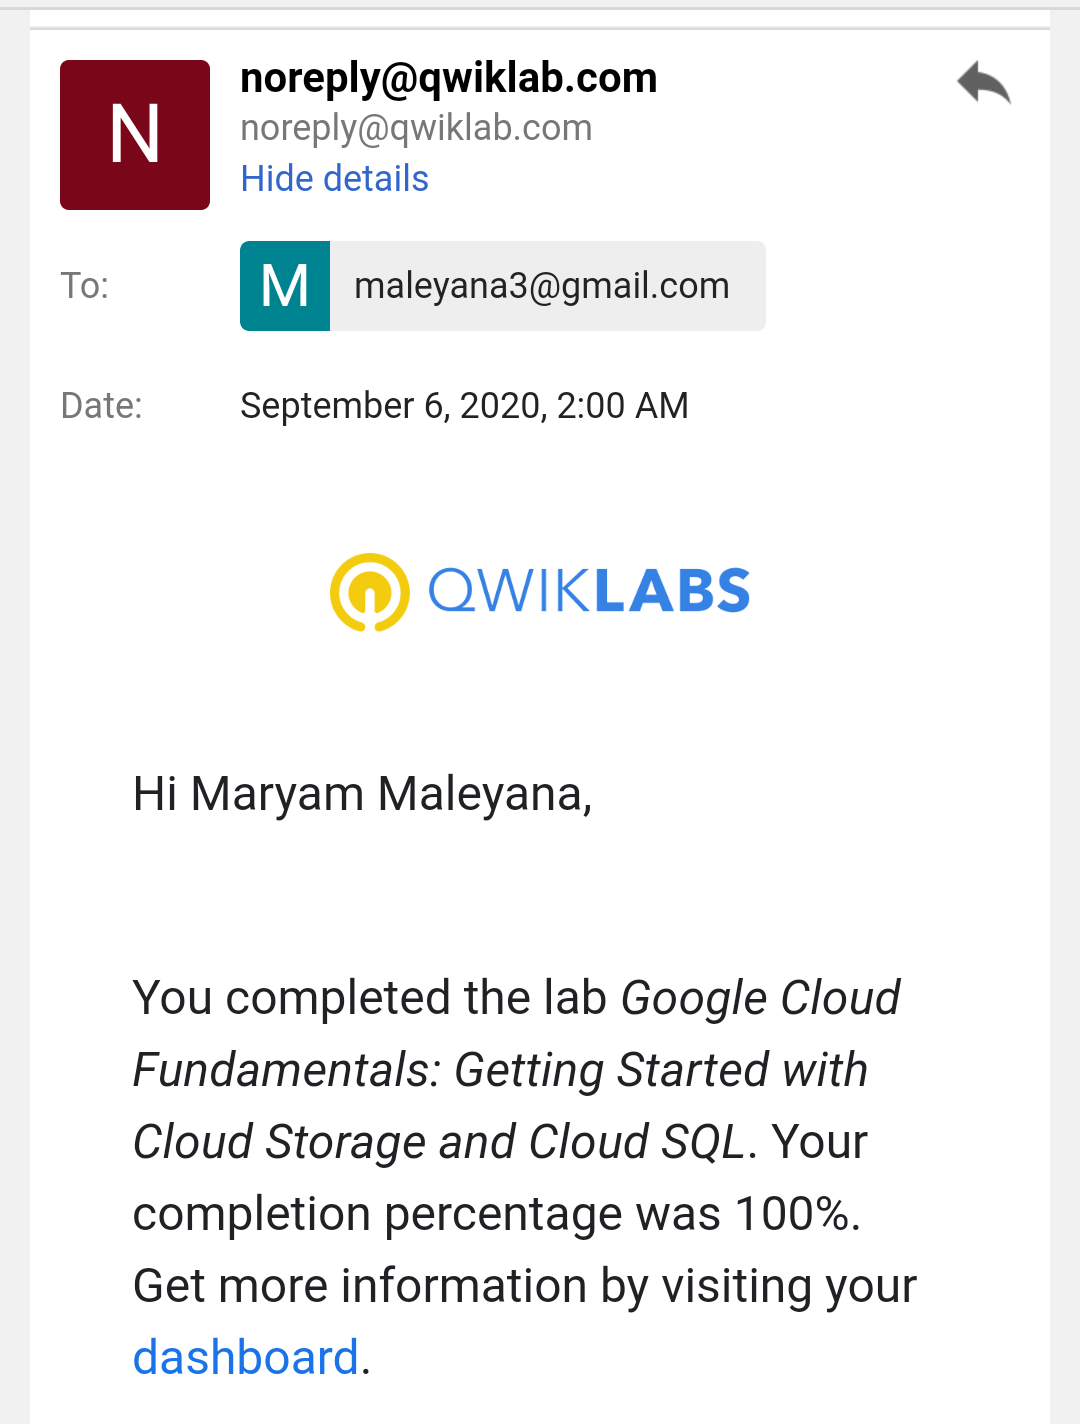 N
noreply@qwiklab.com
noreply@qwiklab.com
Hide details
To:
M maleyana3@gmail.com
Date: September 6, 2020, 2:00 AM
QWIKLABS
Hi Maryam Maleyana,
You completed the lab Google Cloud
Fundamentals: Getting Started with
Cloud Storage and Cloud SQL. Your
completion percentage was 100%.
Get more information by visiting your
dashboard.